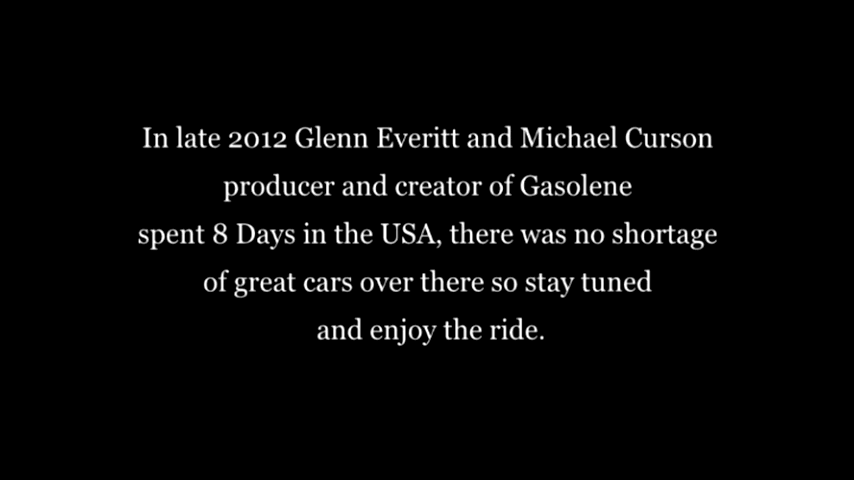 In late 2012 Glenn Everitt and Michael Curson
producer and creator of Gasolene
spent 8 Days in the USA, there was no shortage
of great cars over there so stay tuned
and enjoy the ride.